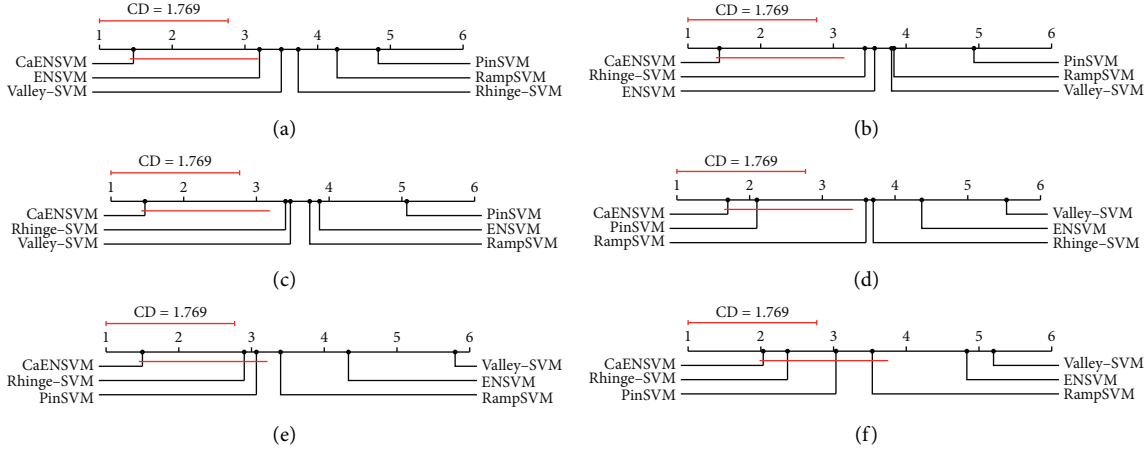 CD = 1.769
1 2 3 4 5 6
CaENSVM PinSVM
ENSVM RampSVM
Valley–SVM Rhinge–SVM
(a)
CD = 1.769
1 2 3 4 5 6
CaENSVM PinSVM
Rhinge–SVM RampSVM
ENSVM Valley–SVM
(b)
CD = 1.769
1 2 3 4 5 6
CaENSVM PinSVM
Rhinge–SVM ENSVM
Valley–SVM RampSVM
(c)
CD = 1.769
1 2 3 4 5 6
CaENSVM Valley–SVM
PinSVM ENSVM
RampSVM Rhinge–SVM
(d)
CD = 1.769
1 2 3 4 5 6
CaENSVM Valley–SVM
Rhinge–SVM ENSVM
PinSVM RampSVM
(e)
CD = 1.769
1 2 3 4 5 6
CaENSVM Valley–SVM
Rhinge–SVM ENSVM
PinSVM RampSVM
(f)